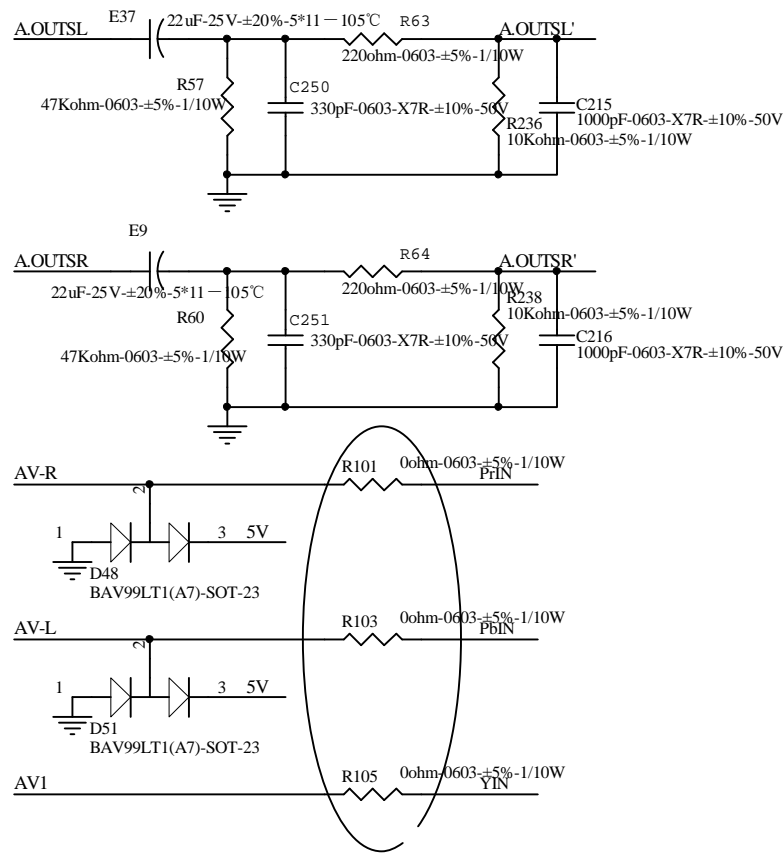 E37
22uF-25V-±20%-5*11－105℃
R63
A.OUTSL
A.OUTSL'
220ohm-0603-±5%-1/10W
R57
C250
47Kohm-0603-±5%-1/10W
330pF-0603-X7R-±10%-50V
C215
1000pF-0603-X7R-±10%-50V
R236
10Kohm-0603-±5%-1/10W
E9
R64
A.OUTSR
A.OUTSR'
22uF-25V-±20%-5*11－105℃
220ohm-0603-±5%-1/10W
R238
10Kohm-0603-±5%-1/10W
R60
C251
C216
330pF-0603-X7R-±10%-50V
47Kohm-0603-±5%-1/10W
1000pF-0603-X7R-±10%-50V
R101
0ohm-0603-±5%-1/10W
AV-R
PrIN
2
1
3
5V
D48
BAV99LT1(A7)-SOT-23
R103
0ohm-0603-±5%-1/10W
AV-L
PbIN
2
1
3
5V
D51
BAV99LT1(A7)-SOT-23
R105
0ohm-0603-±5%-1/10W
AV1
YIN